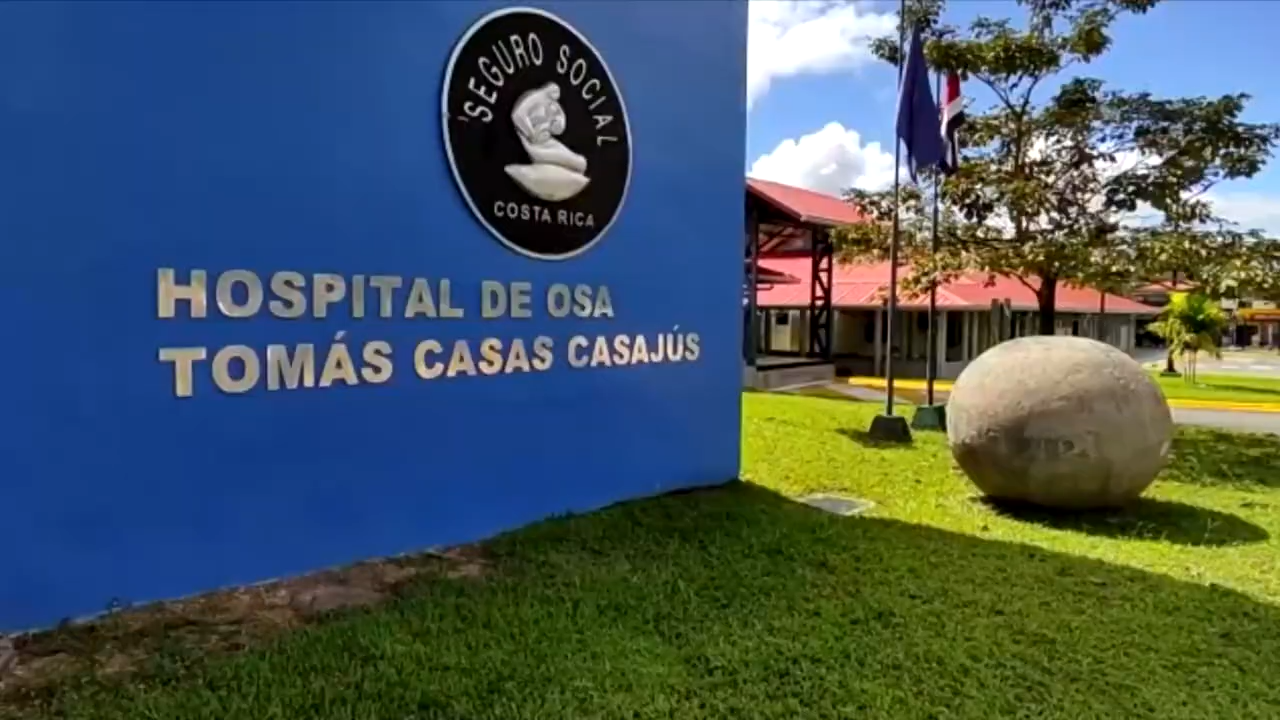 SEGURO SOCIAL
COSTA RICA
HOSPITAL DE OSA
TOMÁS CASAS CASAJÚS